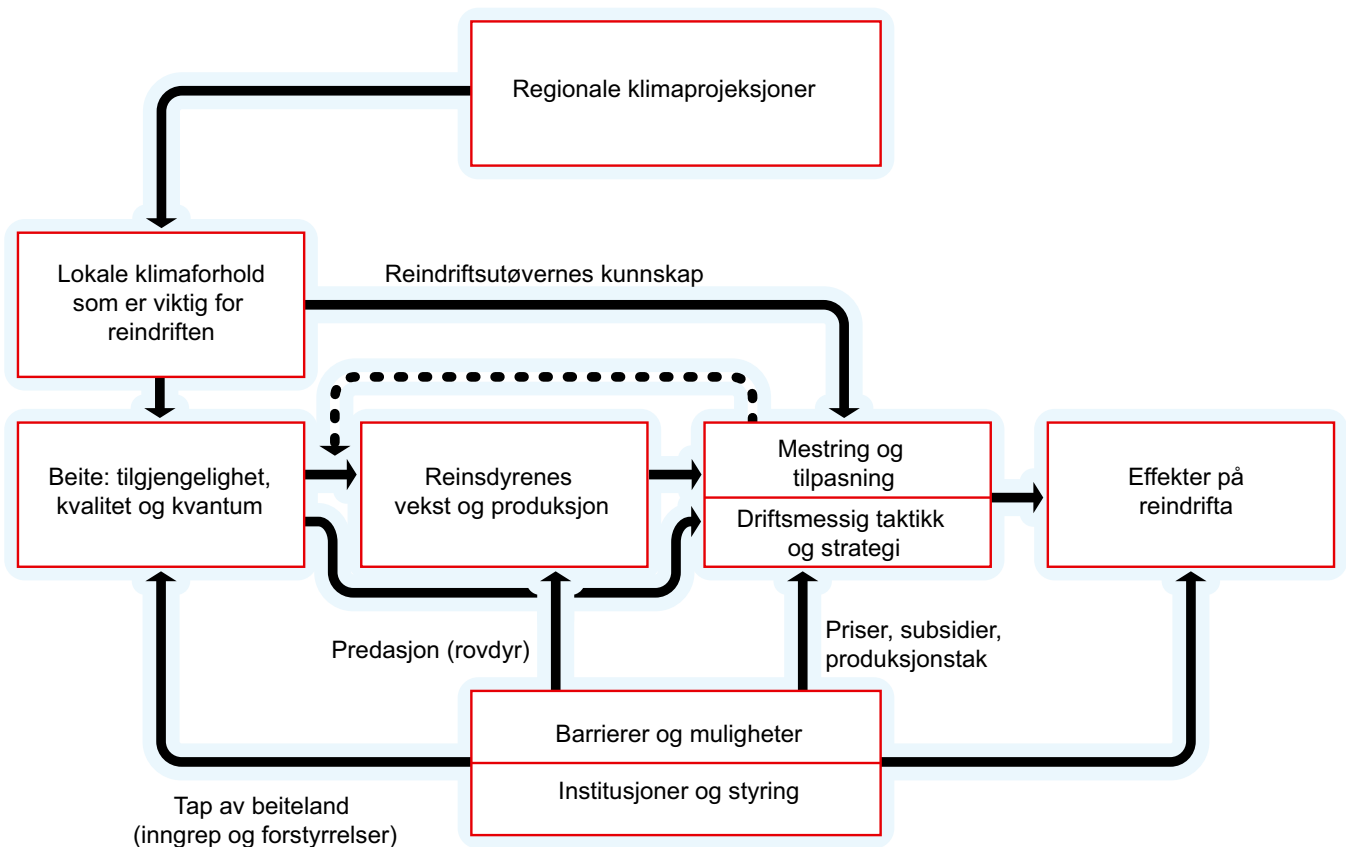 Regionale klimaprojeksjoner
Lokale klimaforhold
som er viktig for
reindriften
Reindriftsutøvernes kunnskap
Beite: tilgjengelighet,
kvalitet og kvantum
Reinsdyrenes
vekst og produksjon
Mestring og
tilpasning
Driftsmessig taktikk
og strategi
Effekter på
reindrifta
Predasjon (rovdyr)
Priser, subsidier,
produksjonstak
Barrierer og muligheter
Institusjoner og styring
Tap av beiteland
(inngrep og forstyrrelser)